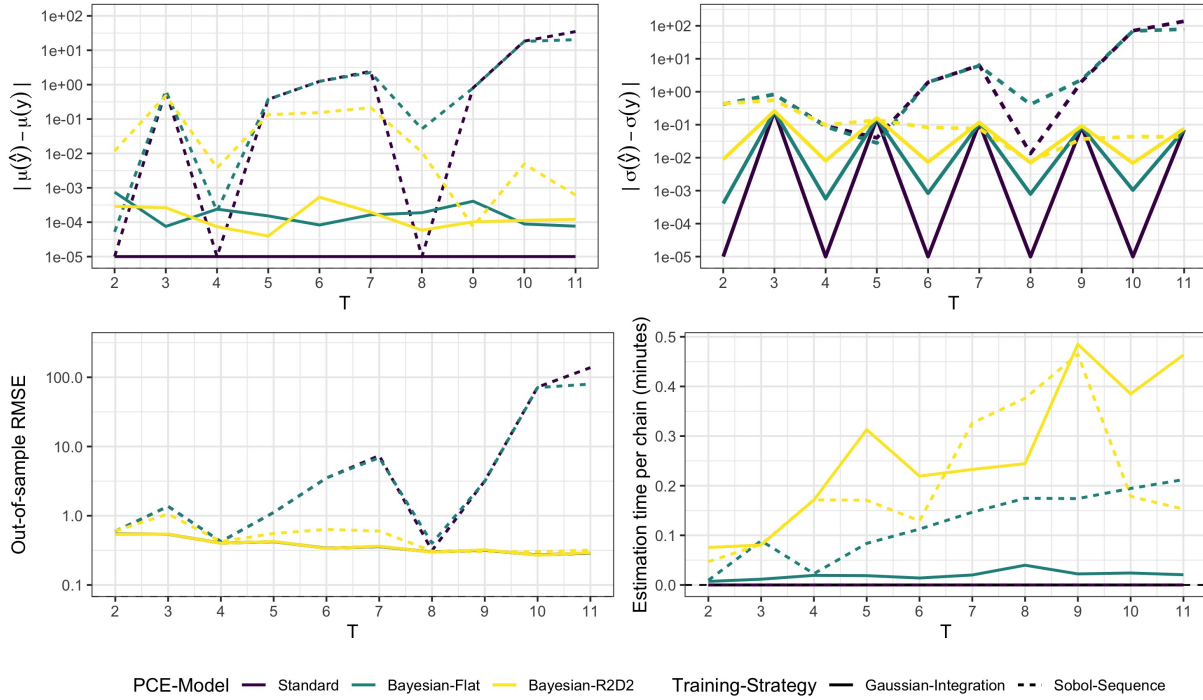 1e+02
1e+01
1e+00
1e-01
1e-02
1e-03
1e-04
1e-05
| μ(ŷ) − μ(y) |
2 3 4 5 6 7 8 9 10 11
T
1e+02
1e+01
1e+00
1e-01
1e-02
1e-03
1e-04
1e-05
| σ(ŷ) − σ(y) |
2 3 4 5 6 7 8 9 10 11
T
100.0
10.0
1.0
0.1
Out-of-sample RMSE
2 3 4 5 6 7 8 9 10 11
T
0.5
0.4
0.3
0.2
0.1
0.0
Estimation time per chain (minutes)
2 3 4 5 6 7 8 9 10 11
T
PCE-Model Standard Bayesian-Flat Bayesian-R2D2 Training-Strategy Gaussian-Integration Sobol-Sequence